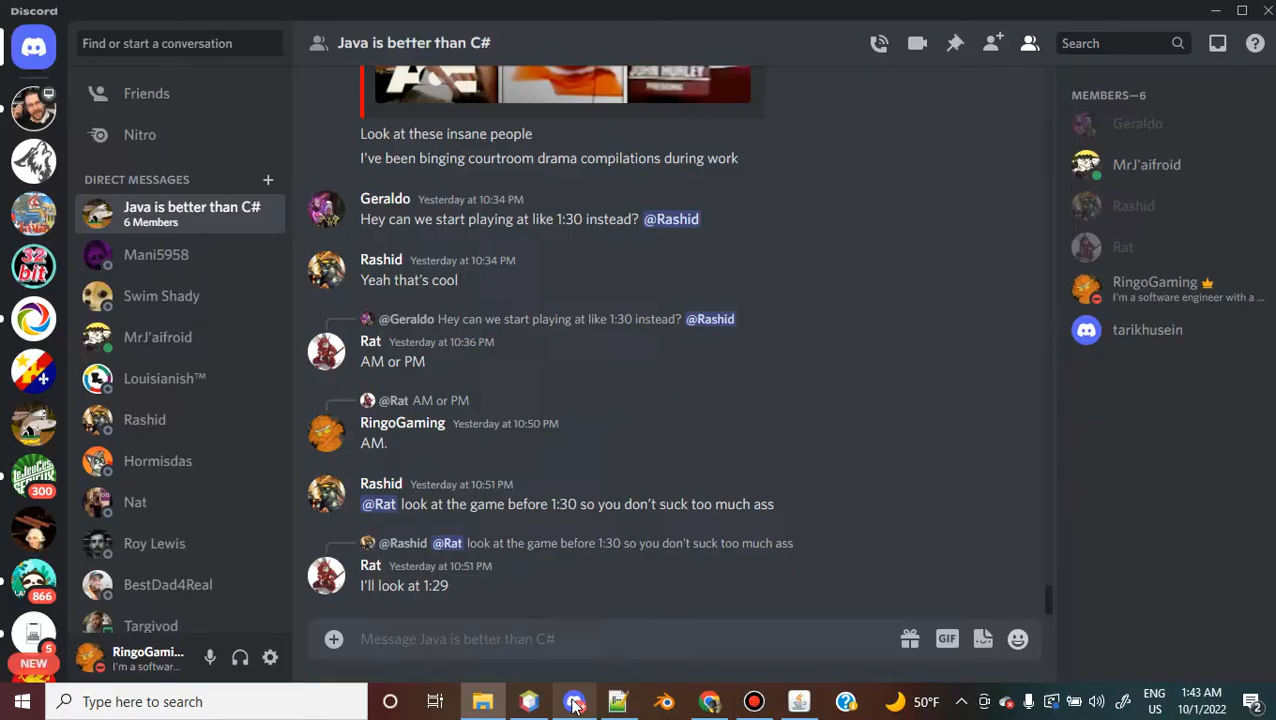 Discord
Find or start a conversation
Friends
Nitro
DIRECT MESSAGES +
Java is better than C#
6 Members
Mani5958
Swim Shady
MrJ'aifroid
Louisianish™
Rashid
Hormisdas
Nat
Roy Lewis
BestDad4Real
Targivod
32 bit
300
866
5
NEW
RingoGami...
I'm a softwar...
Java is better than C#
Search
JOHN HURLEY
PRESIDING
Look at these insane people
I've been binging courtroom drama compilations during work
Geraldo Yesterday at 10:34 PM
Hey can we start playing at like 1:30 instead? @Rashid
Rashid Yesterday at 10:34 PM
Yeah that's cool
@Geraldo Hey can we start playing at like 1:30 instead? @Rashid
Rat Yesterday at 10:36 PM
AM or PM
@Rat AM or PM
RingoGaming Yesterday at 10:50 PM
AM.
Rashid Yesterday at 10:51 PM
@Rat look at the game before 1:30 so you don't suck too much ass
@Rashid @Rat look at the game before 1:30 so you don't suck too much ass
Rat Yesterday at 10:51 PM
I'll look at 1:29
Message Java is better than C#
GIF
MEMBERS—6
Geraldo
MrJ'aifroid
Rashid
Rat
RingoGaming
I'm a software engineer with a ...
tarikhusein
Type here to search
50°F
ENG
US
1:43 AM
10/1/2022
2